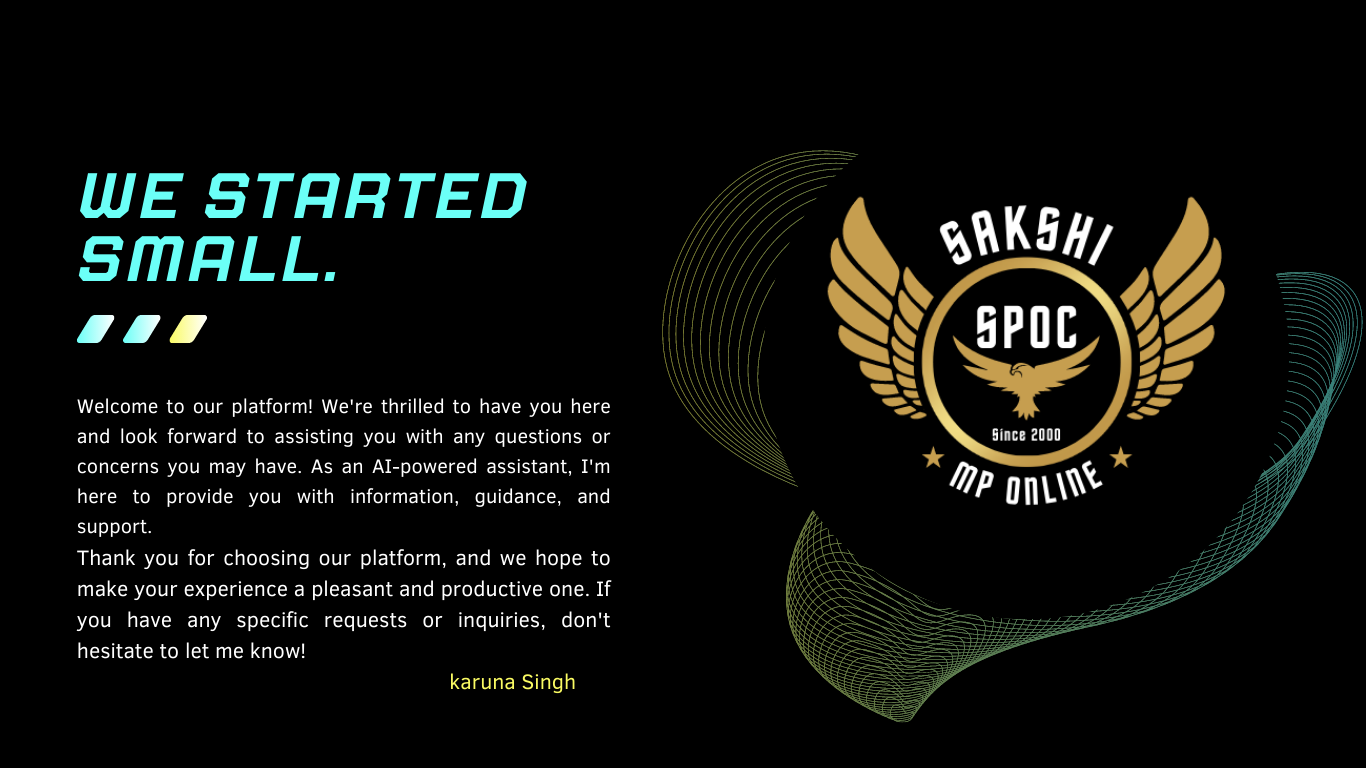 WE STARTED
SMALL.
Welcome to our platform! We're thrilled to have you here
and look forward to assisting you with any questions or
concerns you may have. As an AI-powered assistant, I'm
here to provide you with information, guidance, and
support.
Thank you for choosing our platform, and we hope to
make your experience a pleasant and productive one. If
you have any specific requests or inquiries, don't
hesitate to let me know!
karuna Singh
SAKSHI
SPOC
Since 2000
MP ONLINE